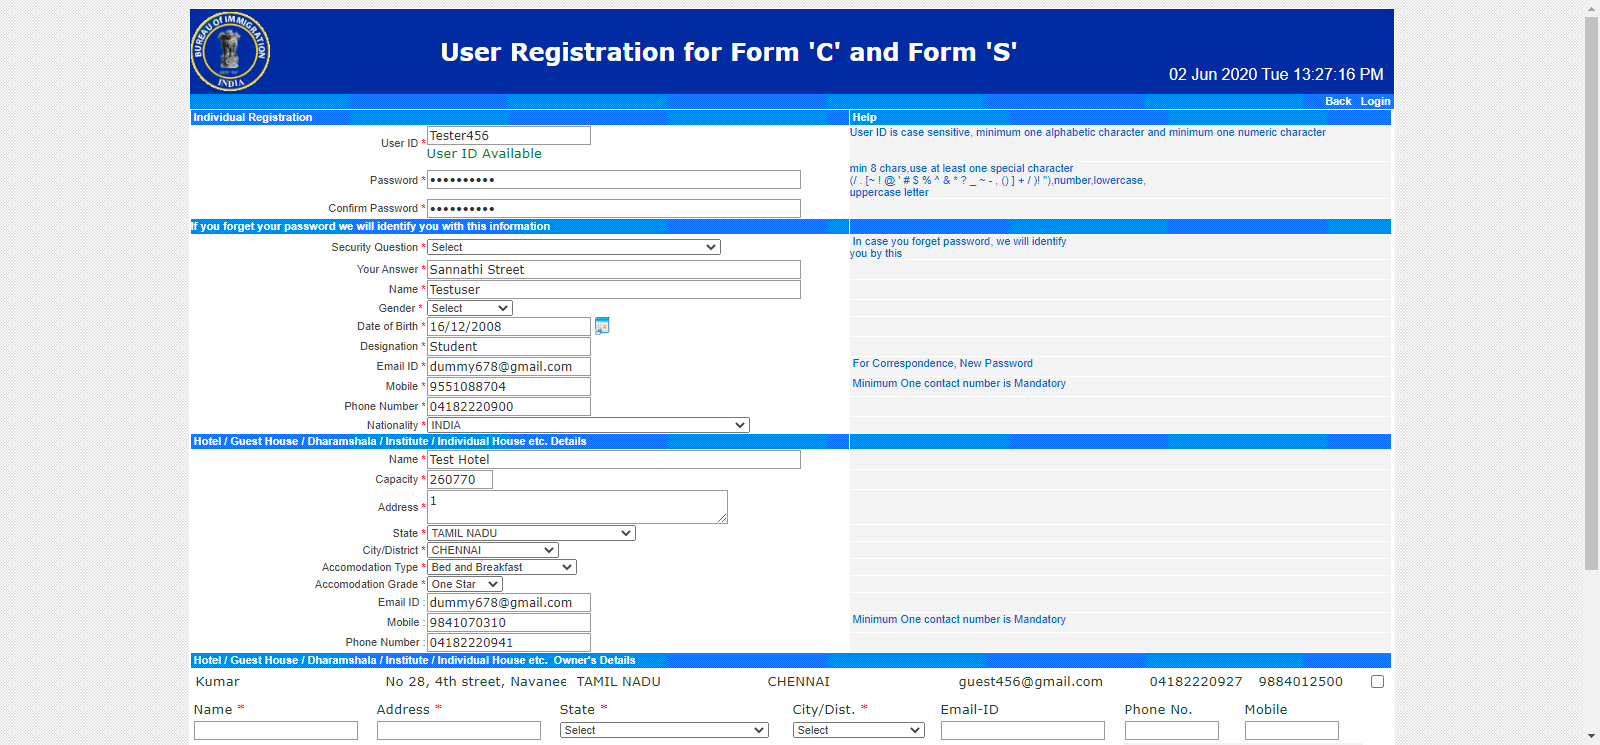 BUREAU OF IMMIGRATION
INDIA
User Registration for Form 'C' and Form 'S'
02 Jun 2020 Tue 13:27:16 PM
Back Login
Individual Registration Help
User ID * Tester456 User ID is case sensitive, minimum one alphabetic character and minimum one numeric character
User ID Available
min 8 chars,use at least one special character
Password * •••••••••• (/ . [~ ! @ ' # $ % ^ & * ? _ ~ - , () ] + / )! "),number,lowercase,
uppercase letter
Confirm Password * ••••••••••
If you forget your password we will identify you with this information
Security Question * Select In case you forget password, we will identify
you by this
Your Answer * Sannathi Street
Name * Testuser
Gender * Select
Date of Birth * 16/12/2008
Designation * Student
Email ID * dummy678@gmail.com For Correspondence, New Password
Mobile * 9551088704 Minimum One contact number is Mandatory
Phone Number * 04182220900
Nationality * INDIA
Hotel / Guest House / Dharamshala / Institute / Individual House etc. Details
Name * Test Hotel
Capacity * 260770
Address * 1
State * TAMIL NADU
City/District * CHENNAI
Accomodation Type * Bed and Breakfast
Accomodation Grade * One Star
Email ID : dummy678@gmail.com
Mobile : 9841070310 Minimum One contact number is Mandatory
Phone Number : 04182220941
Hotel / Guest House / Dharamshala / Institute / Individual House etc. Owner's Details
Kumar No 28, 4th street, Navanee TAMIL NADU CHENNAI guest456@gmail.com 04182220927 9884012500
Name * Address * State * City/Dist. * Email-ID Phone No. Mobile
Select Select